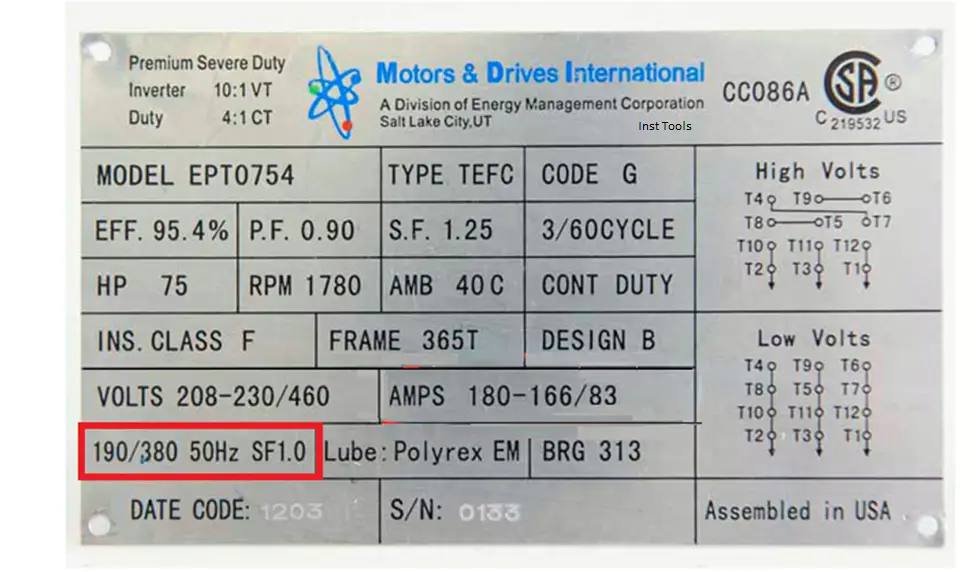 Premium Severe Duty
Inverter 10:1 VT
Duty 4:1 CT
Motors & Drives International
A Division of Energy Management Corporation
Salt Lake City,UT
Inst Tools
CC086A
SA ®
C 219532 US
MODEL EPT0754 TYPE TEFC CODE G
EFF. 95.4% P.F. 0.90 S.F. 1.25 3/60CYCLE
HP 75 RPM 1780 AMB 40C CONT DUTY
INS. CLASS F FRAME 365T DESIGN B
VOLTS 208-230/460 AMPS 180-166/83
190/380 50Hz SF1.0 Lube: Polyrex EM BRG 313
DATE CODE: 1203 S/N: 0133
High Volts
T4 T9 T6
T8 T5 T7
T10 T11 T12
T2 T3 T1
Low Volts
T4 T9 T6
T8 T5 T7
T10 T11 T12
T2 T3 T1
Assembled in USA